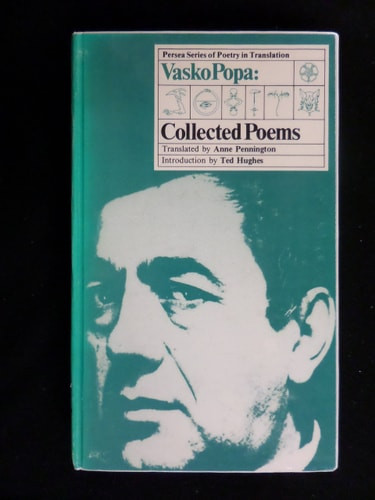 Persea Series of Poetry in Translation
Vasko Popa:
Collected Poems
Translated by Anne Pennington
Introduction by Ted Hughes